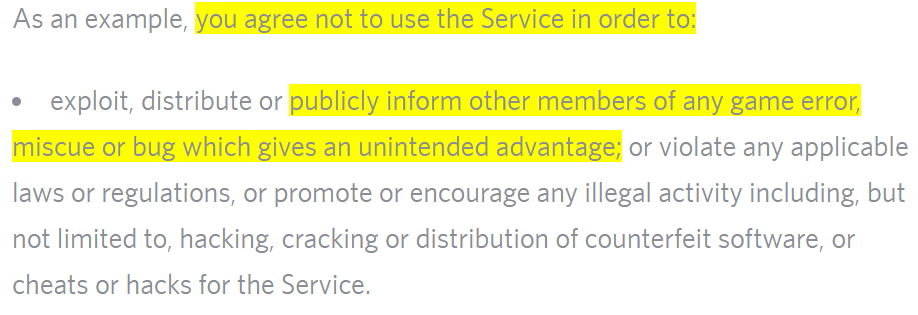 As an example, you agree not to use the Service in order to:
• exploit, distribute or publicly inform other members of any game error,
miscue or bug which gives an unintended advantage; or violate any applicable
laws or regulations, or promote or encourage any illegal activity including, but
not limited to, hacking, cracking or distribution of counterfeit software, or
cheats or hacks for the Service.